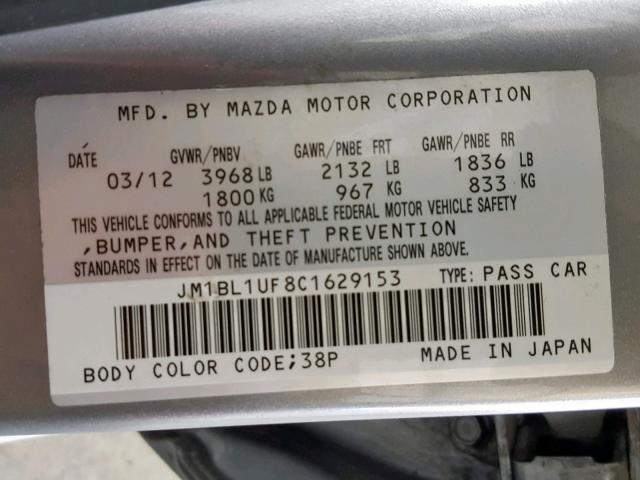 MFD. BY MAZDA MOTOR CORPORATION
DATE GVWR/PNBV GAWR/PNBE FRT GAWR/PNBE RR
03/12 3968 LB 2132 LB 1836 LB
1800 KG 967 KG 833 KG
THIS VEHICLE CONFORMS TO ALL APPLICABLE FEDERAL MOTOR VEHICLE SAFETY
,BUMPER,AND THEFT PREVENTION
STANDARDS IN EFFECT ON THE DATE OF MANUFACTURE SHOWN ABOVE.
JM1BL1UF8C1629153 TYPE: PASS CAR
BODY COLOR CODE;38P MADE IN JAPAN